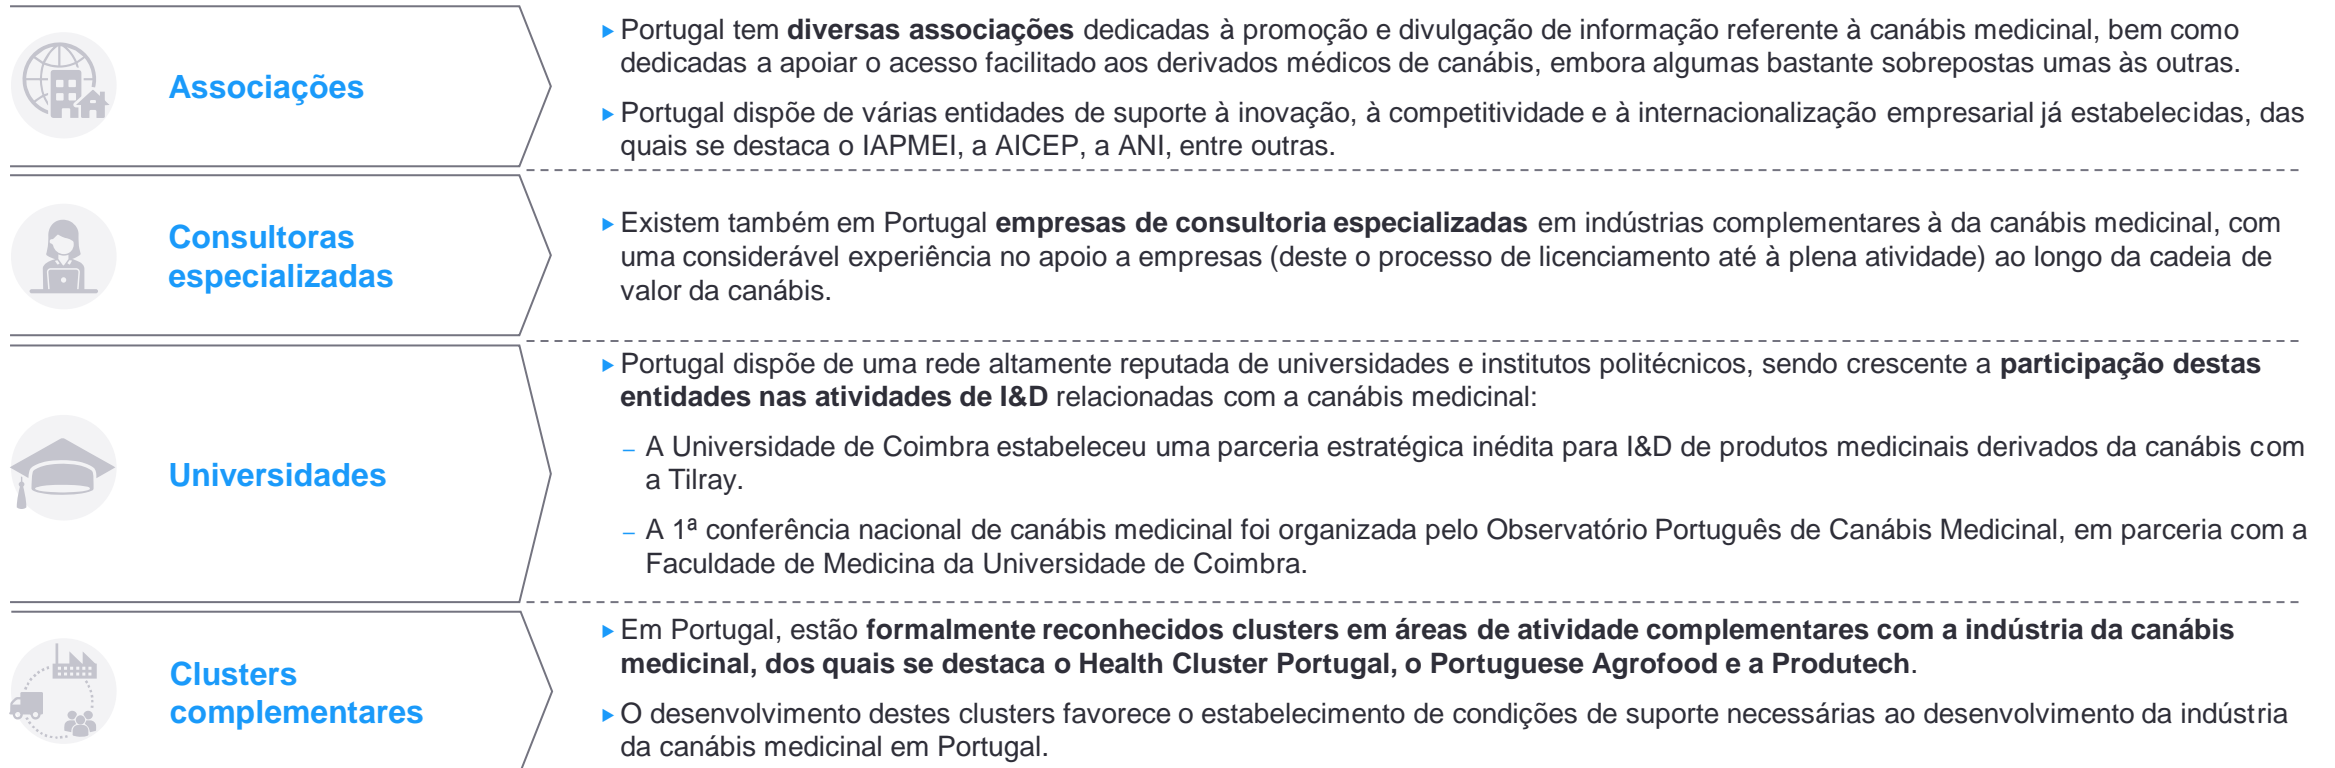 Associações
▸ Portugal tem diversas associações dedicadas à promoção e divulgação de informação referente à canábis medicinal, bem como
dedicadas a apoiar o acesso facilitado aos derivados médicos de canábis, embora algumas bastante sobrepostas umas às outras.
▸ Portugal dispõe de várias entidades de suporte à inovação, à competitividade e à internacionalização empresarial já estabelecidas, das
quais se destaca o IAPMEI, a AICEP, a ANI, entre outras.
Consultoras
especializadas
▸ Existem também em Portugal empresas de consultoria especializadas em indústrias complementares à da canábis medicinal, com
uma considerável experiência no apoio a empresas (deste o processo de licenciamento até à plena atividade) ao longo da cadeia de
valor da canábis.
Universidades
▸ Portugal dispõe de uma rede altamente reputada de universidades e institutos politécnicos, sendo crescente a participação destas
entidades nas atividades de I&D relacionadas com a canábis medicinal:
– A Universidade de Coimbra estabeleceu uma parceria estratégica inédita para I&D de produtos medicinais derivados da canábis com
a Tilray.
– A 1ª conferência nacional de canábis medicinal foi organizada pelo Observatório Português de Canábis Medicinal, em parceria com a
Faculdade de Medicina da Universidade de Coimbra.
Clusters
complementares
▸ Em Portugal, estão formalmente reconhecidos clusters em áreas de atividade complementares com a indústria da canábis
medicinal, dos quais se destaca o Health Cluster Portugal, o Portuguese Agrofood e a Produtech.
▸ O desenvolvimento destes clusters favorece o estabelecimento de condições de suporte necessárias ao desenvolvimento da indústria
da canábis medicinal em Portugal.